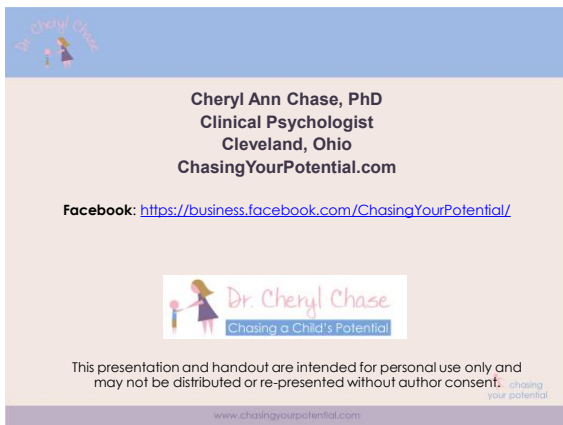 Dr. Cheryl Chase
Cheryl Ann Chase, PhD
Clinical Psychologist
Cleveland, Ohio
ChasingYourPotential.com
Facebook: https://business.facebook.com/ChasingYourPotential/
Dr. Cheryl Chase
Chasing a Child's Potential
This presentation and handout are intended for personal use only and
may not be distributed or re-presented without author consent.
chasing
your potential
www.chasingyourpotential.com